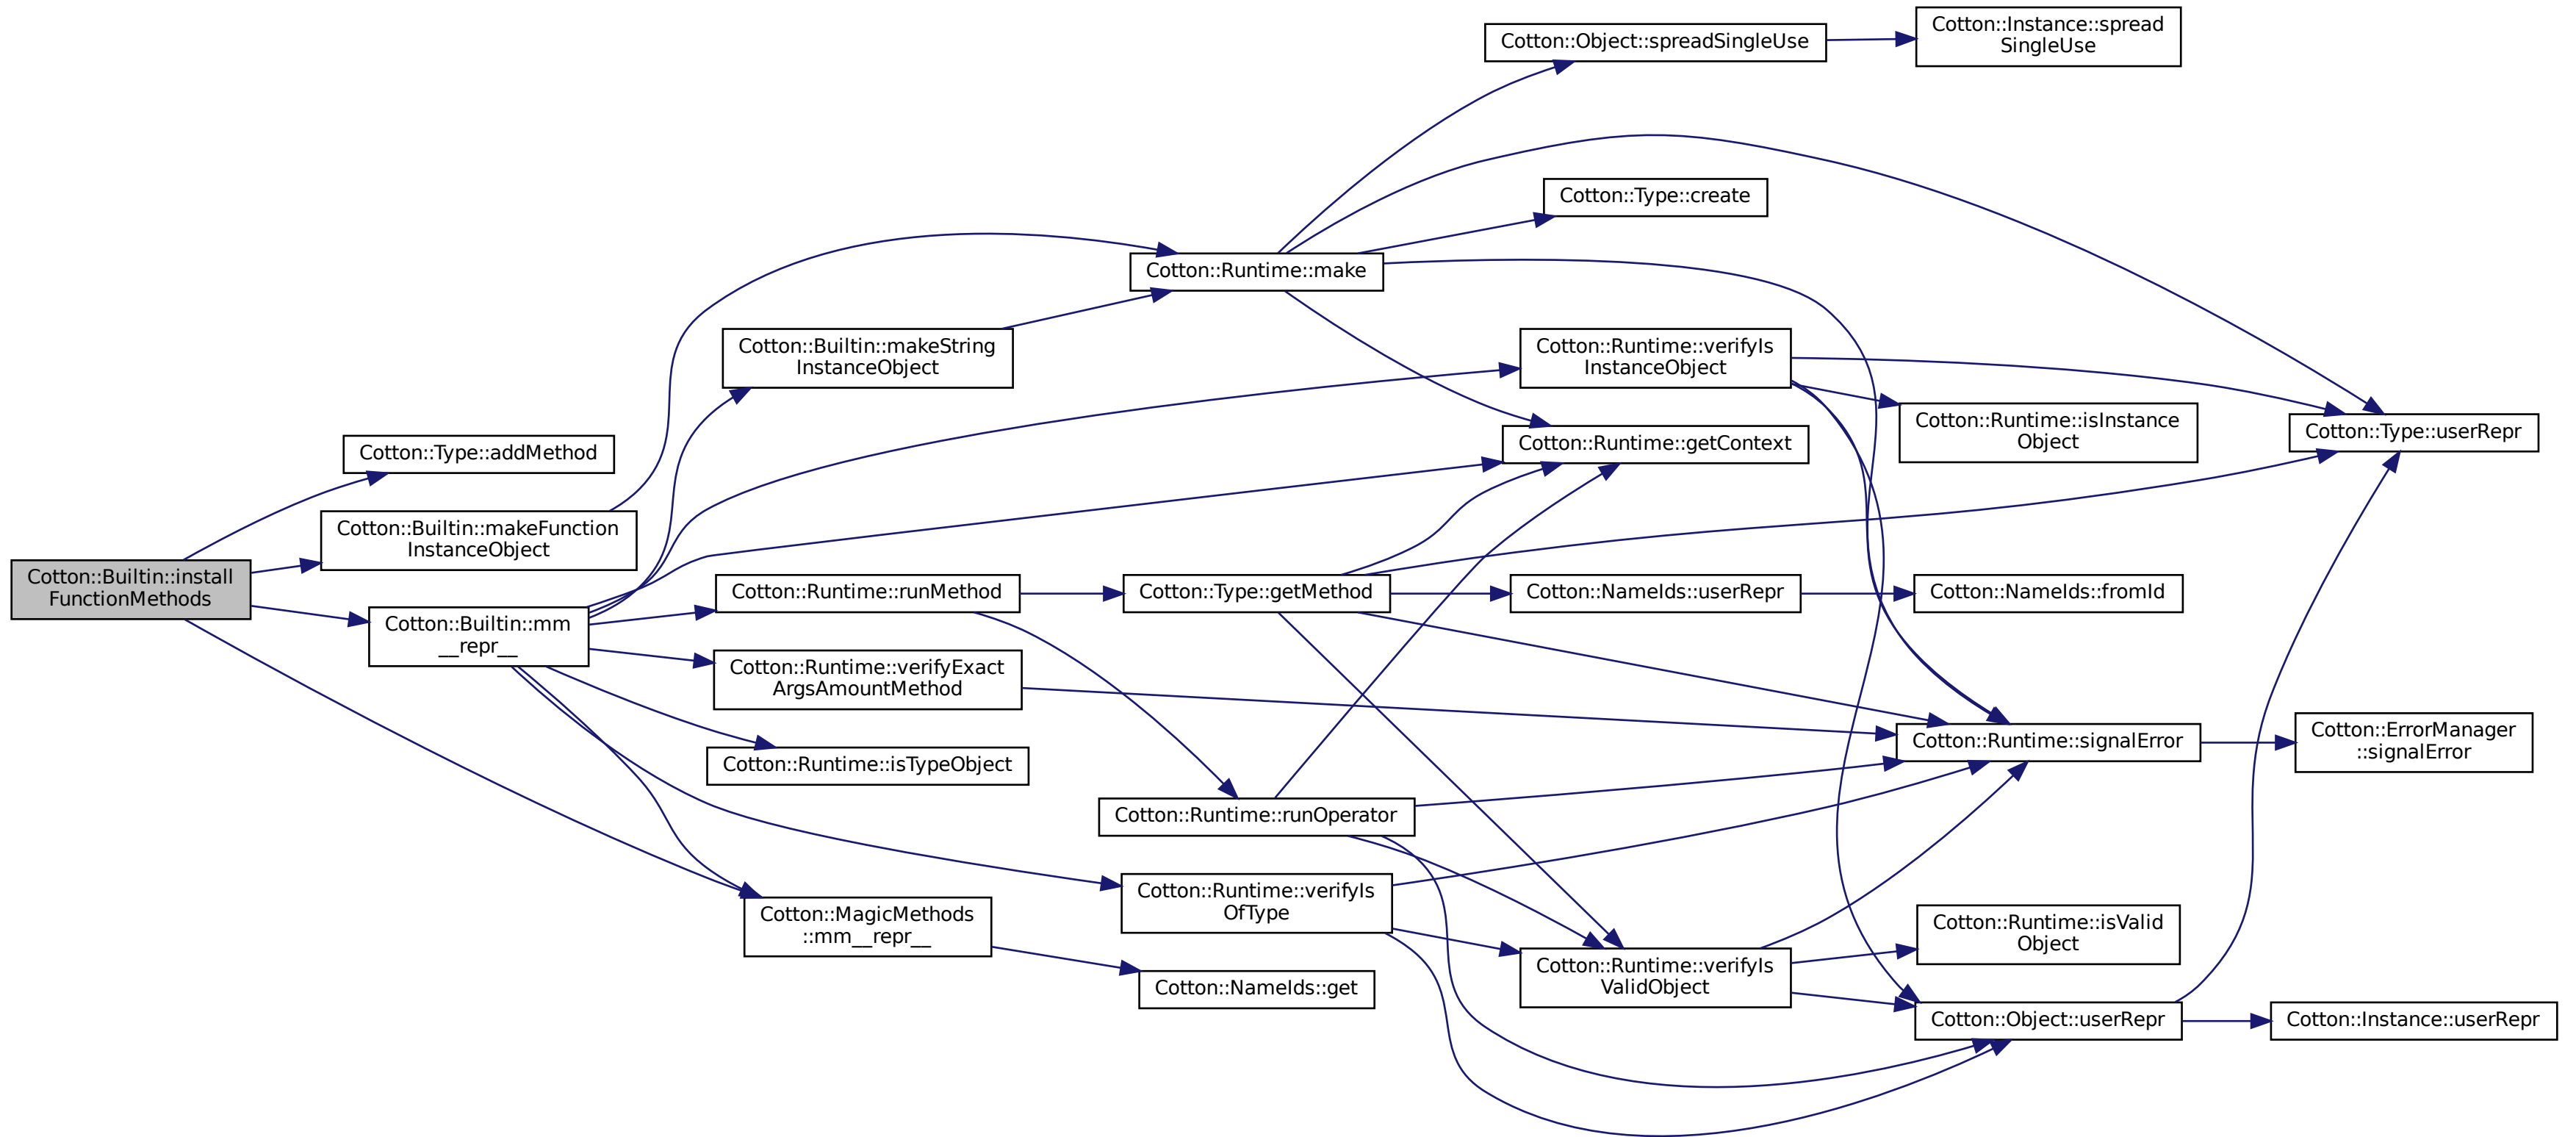 Cotton::Builtin::install
FunctionMethods
Cotton::Type::addMethod
Cotton::Builtin::makeFunction
InstanceObject
Cotton::Builtin::mm
__repr__
Cotton::Builtin::makeString
InstanceObject
Cotton::Runtime::runMethod
Cotton::Runtime::verifyExact
ArgsAmountMethod
Cotton::Runtime::isTypeObject
Cotton::MagicMethods
::mm__repr__
Cotton::Runtime::make
Cotton::Type::getMethod
Cotton::Runtime::runOperator
Cotton::Runtime::verifyIs
OfType
Cotton::NameIds::get
Cotton::Object::spreadSingleUse
Cotton::Type::create
Cotton::Runtime::verifyIs
InstanceObject
Cotton::Runtime::getContext
Cotton::NameIds::userRepr
Cotton::Runtime::verifyIs
ValidObject
Cotton::Instance::spread
SingleUse
Cotton::Runtime::isInstance
Object
Cotton::NameIds::fromId
Cotton::Runtime::signalError
Cotton::Runtime::isValid
Object
Cotton::Object::userRepr
Cotton::Type::userRepr
Cotton::ErrorManager
::signalError
Cotton::Instance::userRepr